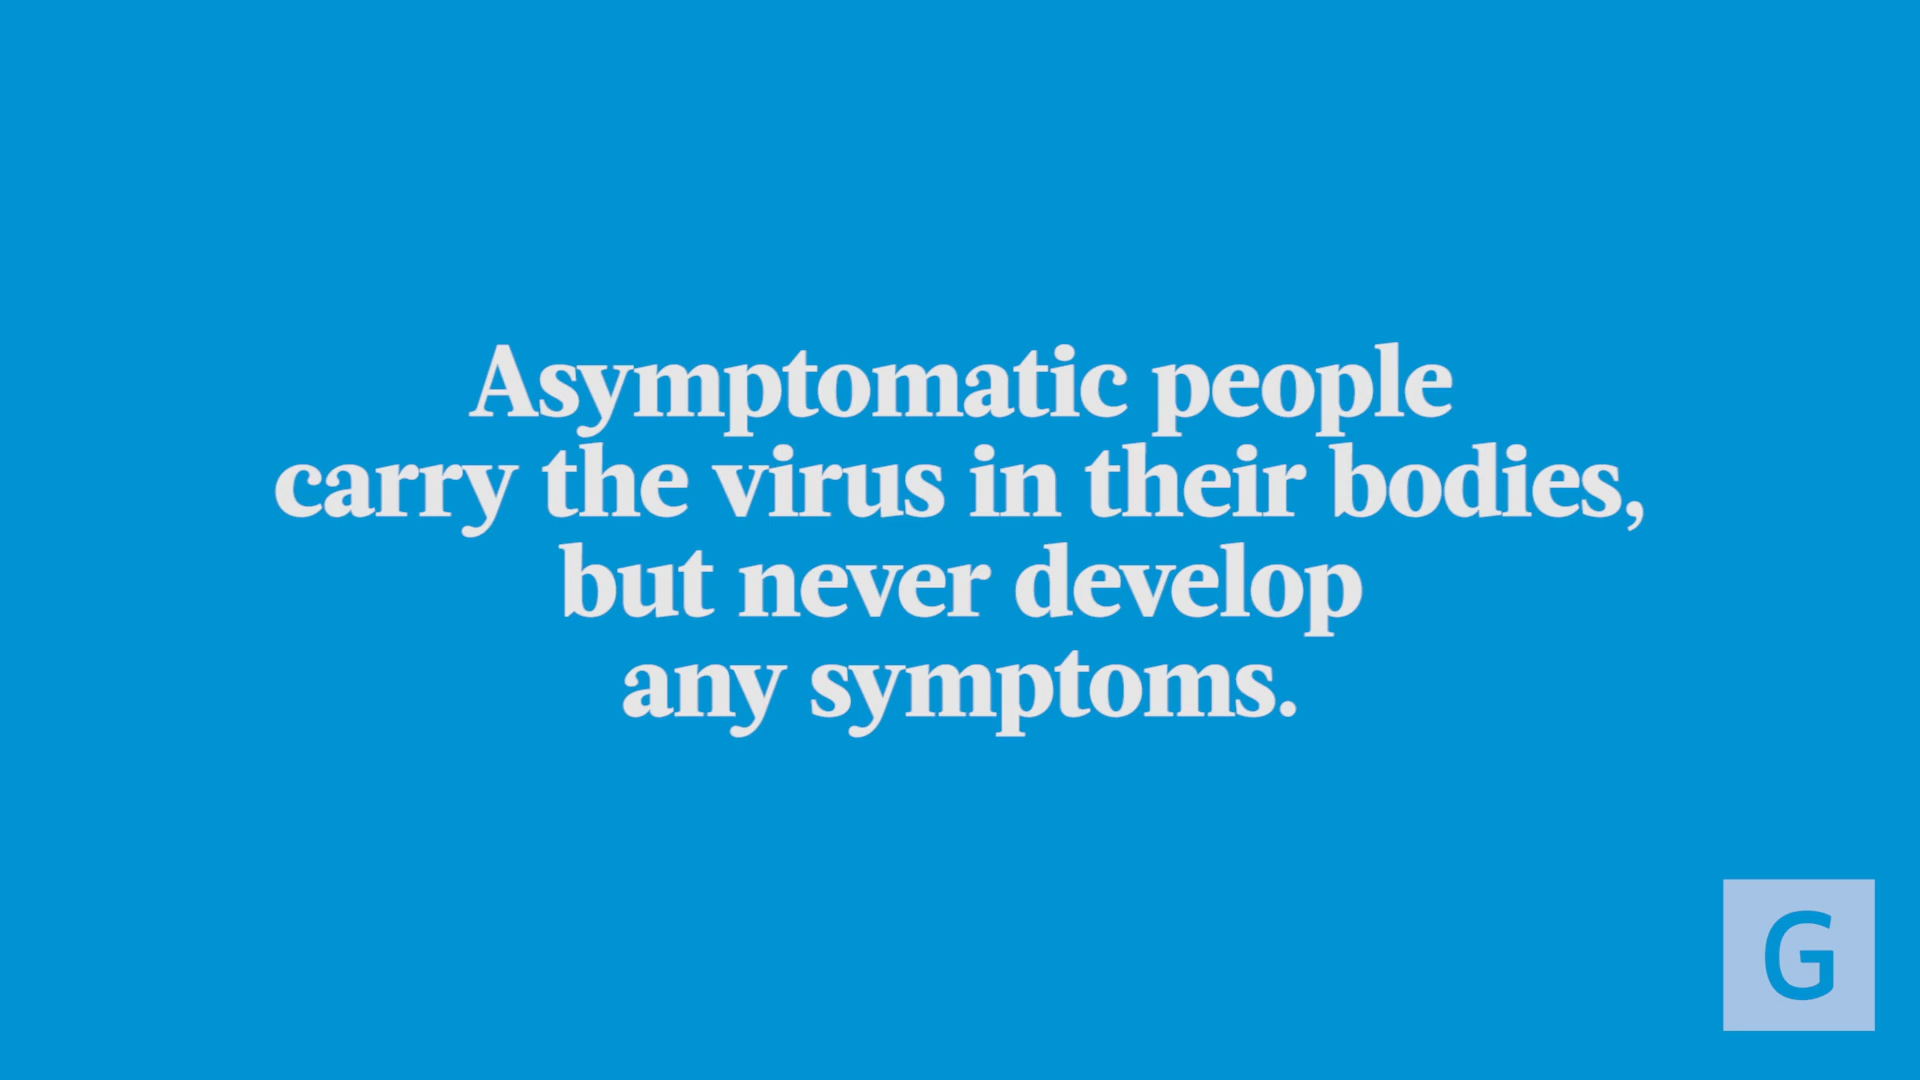 Asymptomatic people
carry the virus in their bodies,
but never develop
any symptoms.
G